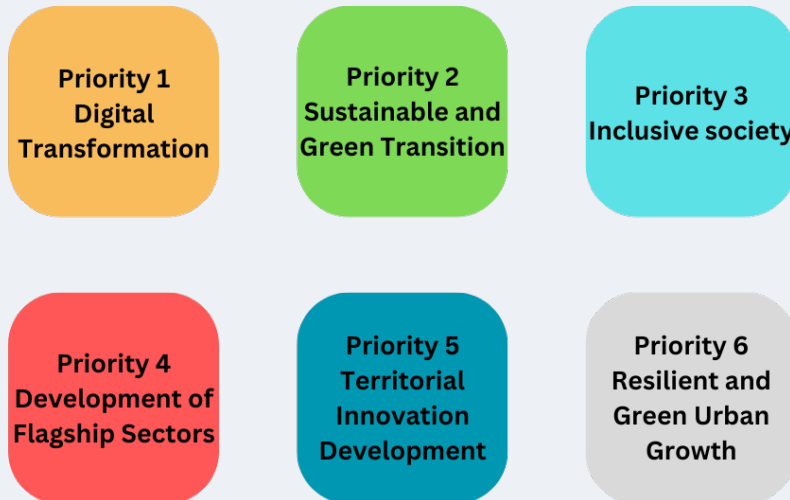 Priority 1
Digital
Transformation
Priority 2
Sustainable and
Green Transition
Priority 3
Inclusive society
Priority 4
Development of
Flagship Sectors
Priority 5
Territorial
Innovation
Development
Priority 6
Resilient and
Green Urban
Growth